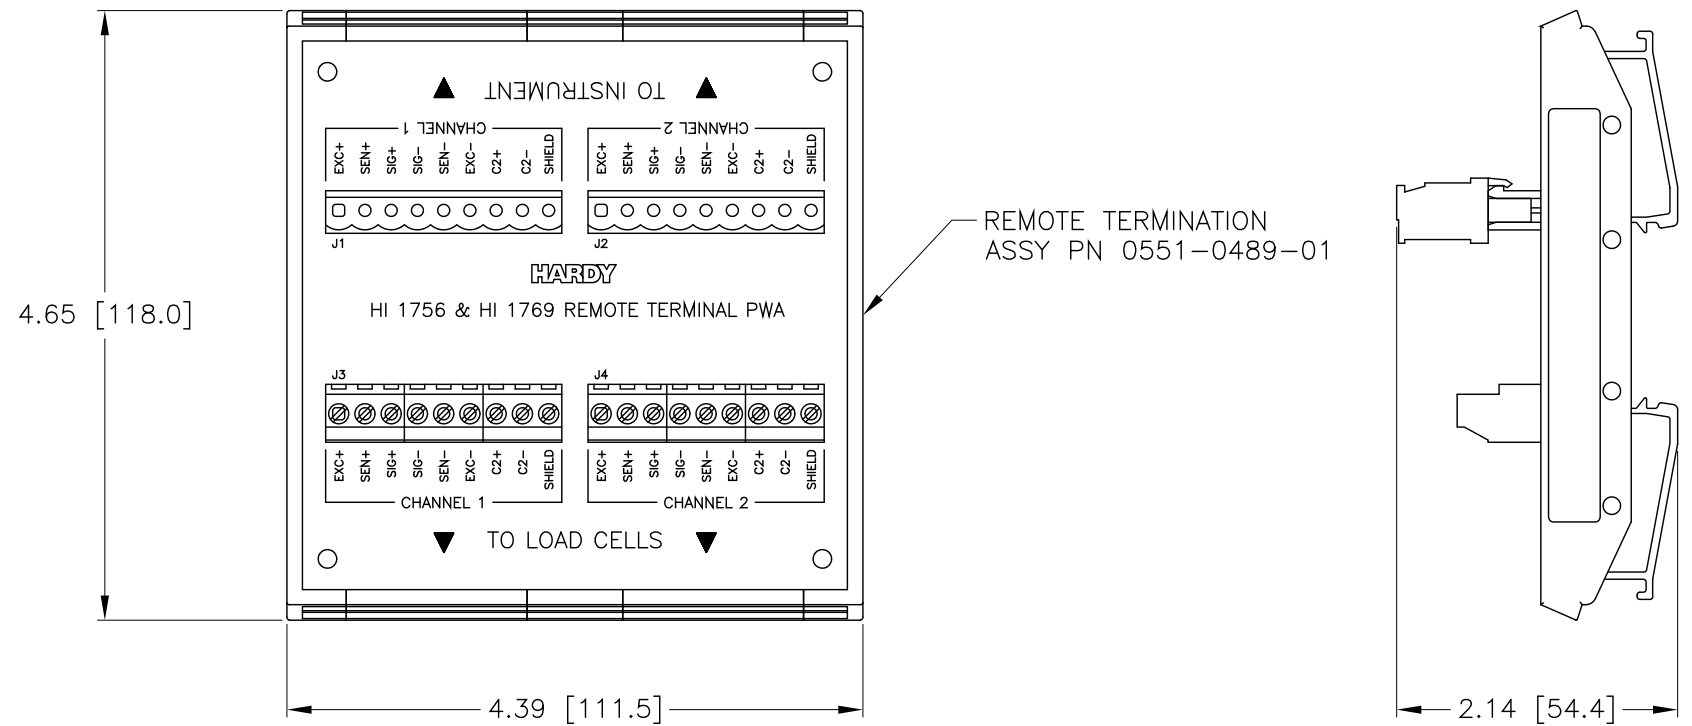 TO INSTRUMENT
CHANNEL 1
CHANNEL 2
EXC+ SEN+ SIG+ SIG- SEN- EXC- C2+ C2- SHIELD
EXC+ SEN+ SIG+ SIG- SEN- EXC- C2+ C2- SHIELD
J1
J2
HARDY
HI 1756 & HI 1769 REMOTE TERMINAL PWA
J3
J4
EXC+ SEN+ SIG+ SIG- SEN- EXC- C2+ C2- SHIELD
EXC+ SEN+ SIG+ SIG- SEN- EXC- C2+ C2- SHIELD
CHANNEL 1
CHANNEL 2
TO LOAD CELLS
4.65 [118.0]
4.39 [111.5]
REMOTE TERMINATION
ASSY PN 0551-0489-01
2.14 [54.4]